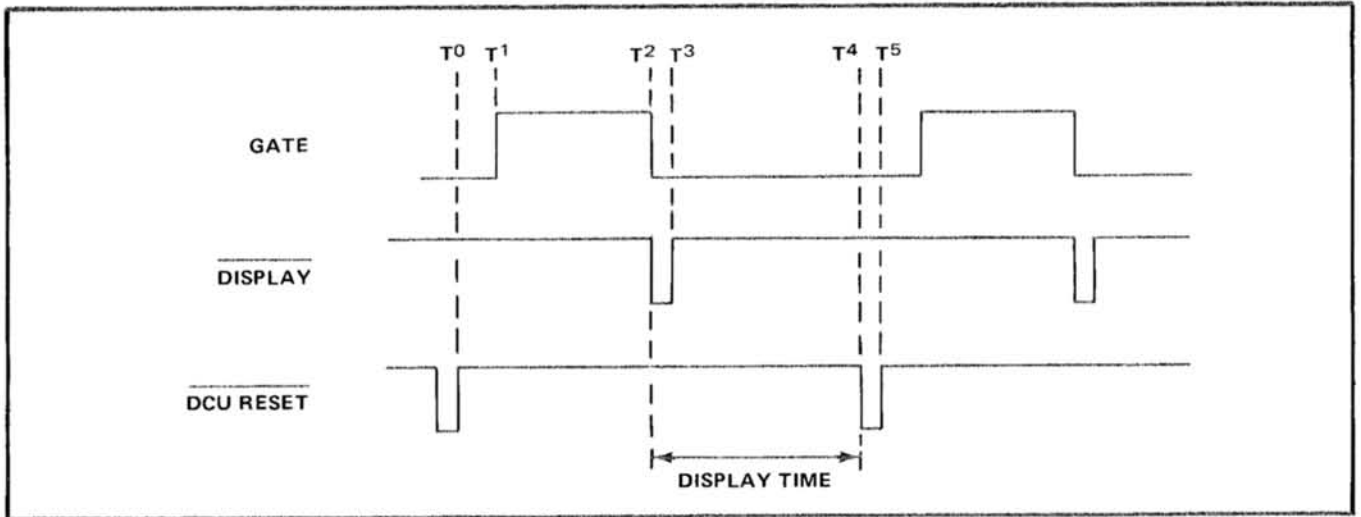 T0 T1 T2 T3 T4 T5
GATE
DISPLAY
DCU RESET
DISPLAY TIME